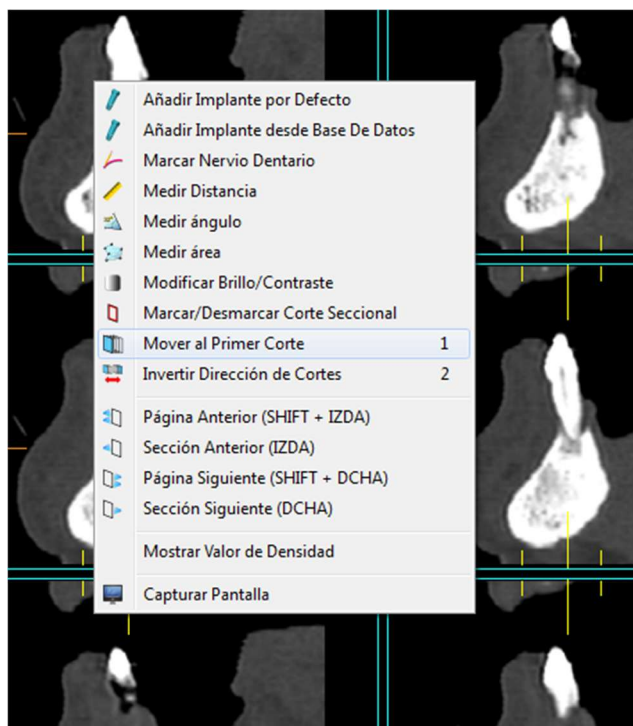 Añadir Implante por Defecto
Añadir Implante desde Base De Datos
Marcar Nervio Dentario
Medir Distancia
Medir ángulo
Medir área
Modificar Brillo/Contraste
Marcar/Desmarcar Corte Seccional
Mover al Primer Corte 1
Invertir Dirección de Cortes 2
Página Anterior (SHIFT + IZDA)
Sección Anterior (IZDA)
Página Siguiente (SHIFT + DCHA)
Sección Siguiente (DCHA)
Mostrar Valor de Densidad
Capturar Pantalla